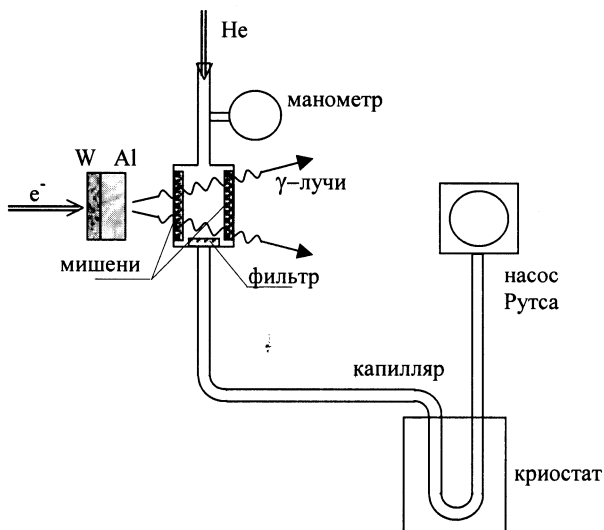 He
манометр
W Al
e⁻
γ–лучи
мишени
фильтр
насос
Рутса
капилляр
криостат